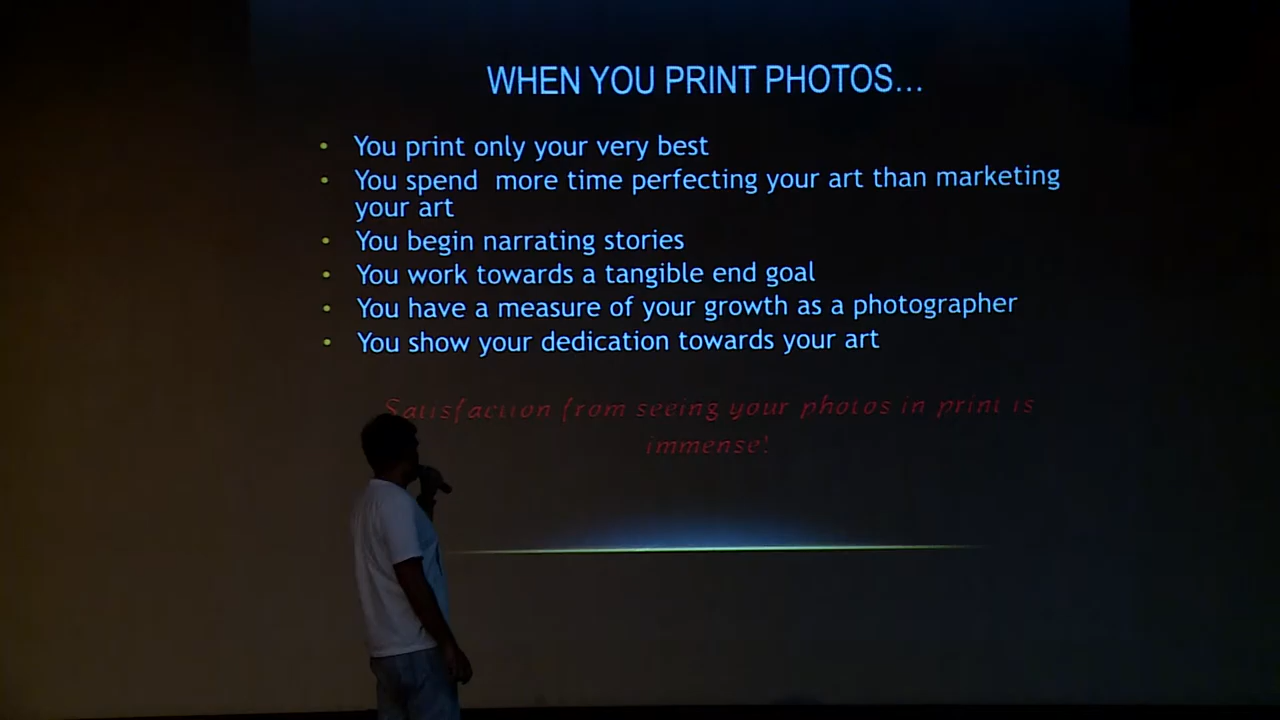 WHEN YOU PRINT PHOTOS...
• You print only your very best
• You spend  more time perfecting your art than marketing
your art
• You begin narrating stories
• You work towards a tangible end goal
• You have a measure of your growth as a photographer
• You show your dedication towards your art
Satisfaction from seeing your photos in print is
immense!